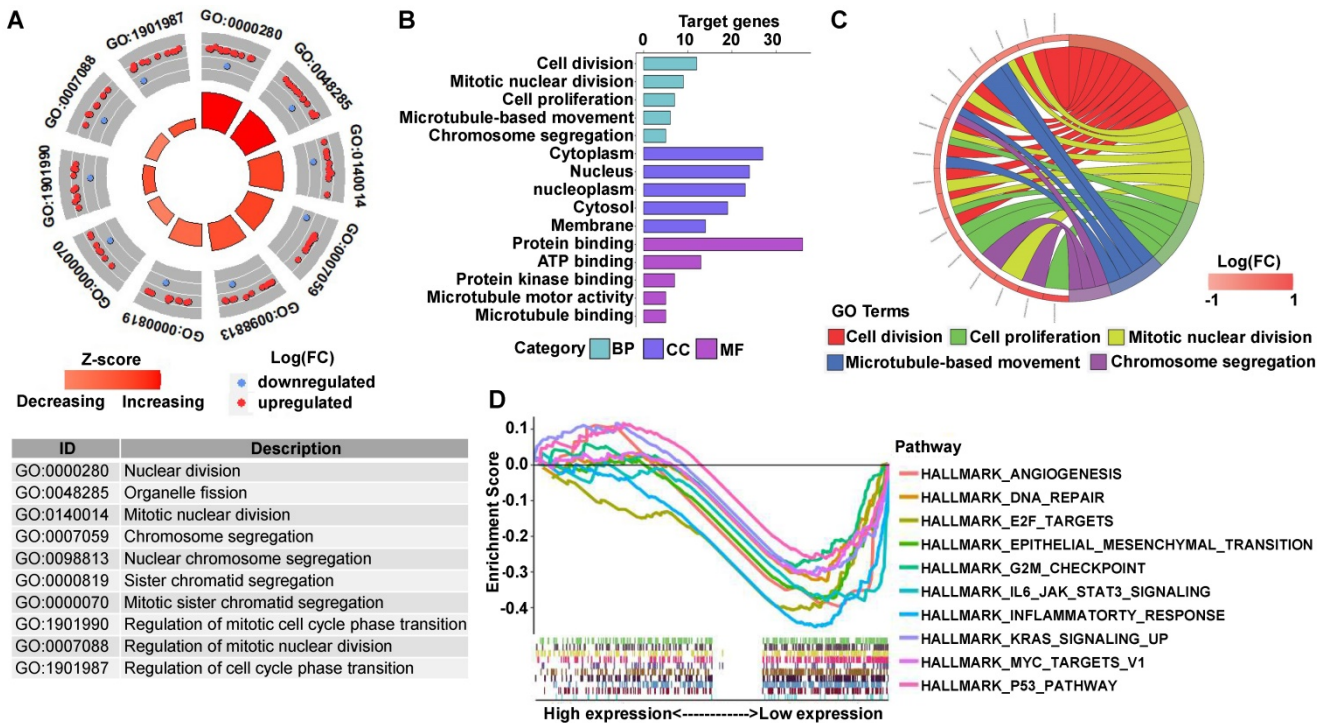 A
GO:0000280
GO:0048285
GO:0140014
GO:0007059
GO:0098813
GO:0000819
GO:00000070
GO:1901990
GO:0007088
GO:1901987
Z-score
Decreasing Increasing
Log(FC)
downregulated
upregulated
ID Description
GO:0000280 Nuclear division
GO:0048285 Organelle fission
GO:0140014 Mitotic nuclear division
GO:0007059 Chromosome segregation
GO:0098813 Nuclear chromosome segregation
GO:0000819 Sister chromatid segregation
GO:0000070 Mitotic sister chromatid segregation
GO:1901990 Regulation of mitotic cell cycle phase transition
GO:0007088 Regulation of mitotic nuclear division
GO:1901987 Regulation of cell cycle phase transition
B
Target genes
0 10 20 30
Cell division
Mitotic nuclear division
Cell proliferation
Microtubule-based movement
Chromosome segregation
Cytoplasm
Nucleus
nucleoplasm
Cytosol
Membrane
Protein binding
ATP binding
Protein kinase binding
Microtubule motor activity
Microtubule binding
Category BP CC MF
C
Log(FC)
-1 1
GO Terms
Cell division Cell proliferation Mitotic nuclear division
Microtubule-based movement Chromosome segregation
D
Enrichment Score
0.1
0.0
-0.1
-0.2
-0.3
-0.4
High expression<------------>Low expression
Pathway
HALLMARK_ANGIOGENESIS
HALLMARK_DNA_REPAIR
HALLMARK_E2F_TARGETS
HALLMARK_EPITHELIAL_MESENCHYMAL_TRANSITION
HALLMARK_G2M_CHECKPOINT
HALLMARK_IL6_JAK_STAT3_SIGNALING
HALLMARK_INFLAMMATORTY_RESPONSE
HALLMARK_KRAS_SIGNALING_UP
HALLMARK_MYC_TARGETS_V1
HALLMARK_P53_PATHWAY